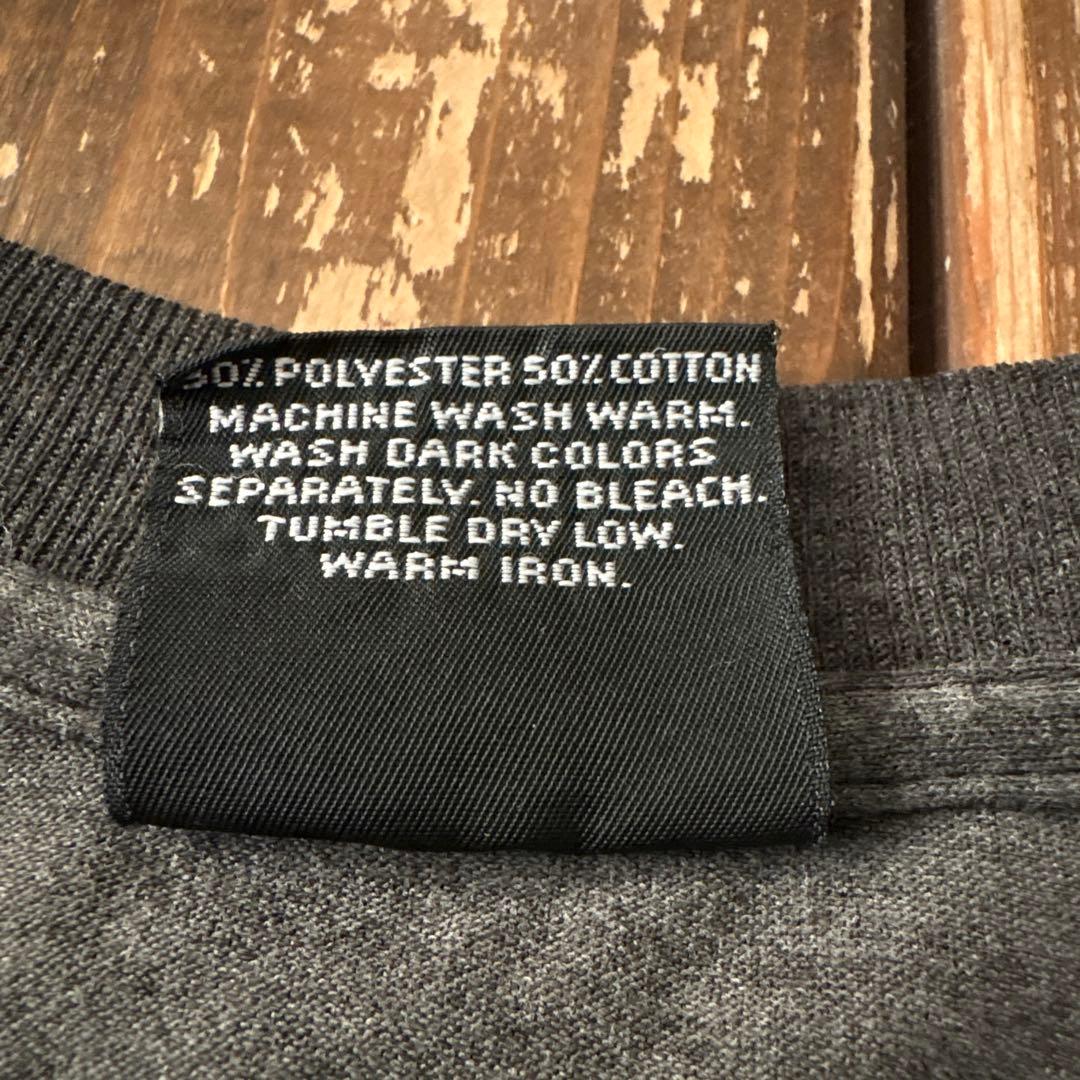 50% POLYESTER 50% COTTON
MACHINE WASH WARM.
WASH DARK COLORS
SEPARATELY. NO BLEACH.
TUMBLE DRY LOW.
WARM IRON.